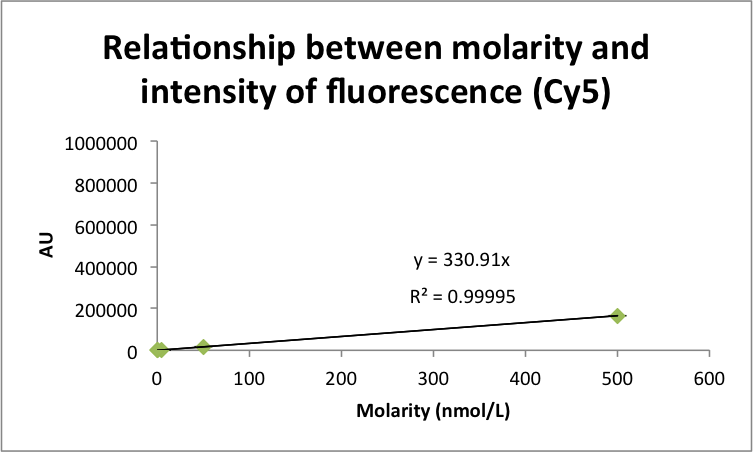 Relationship between molarity and
intensity of fluorescence (Cy5)
1000000
800000
600000
400000
200000
0
AU
y = 330.91x
R² = 0.99995
0 100 200 300 400 500 600
Molarity (nmol/L)